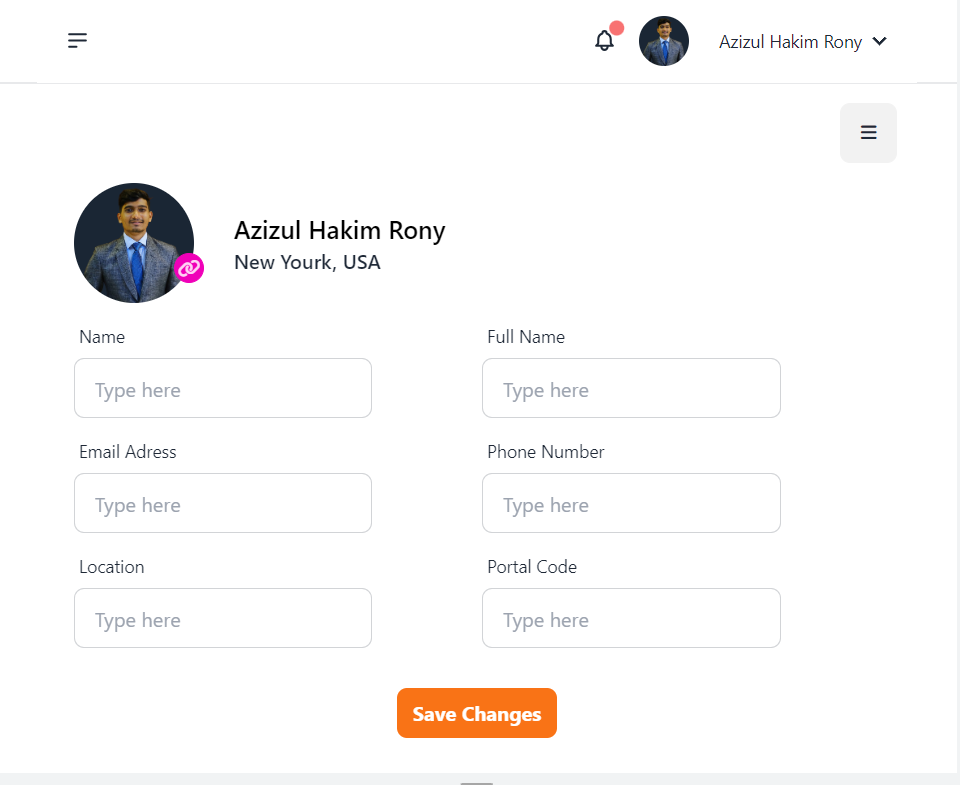 Azizul Hakim Rony
Azizul Hakim Rony
New Yourk, USA
Name Full Name
Type here Type here
Email Adress Phone Number
Type here Type here
Location Portal Code
Type here Type here
Save Changes